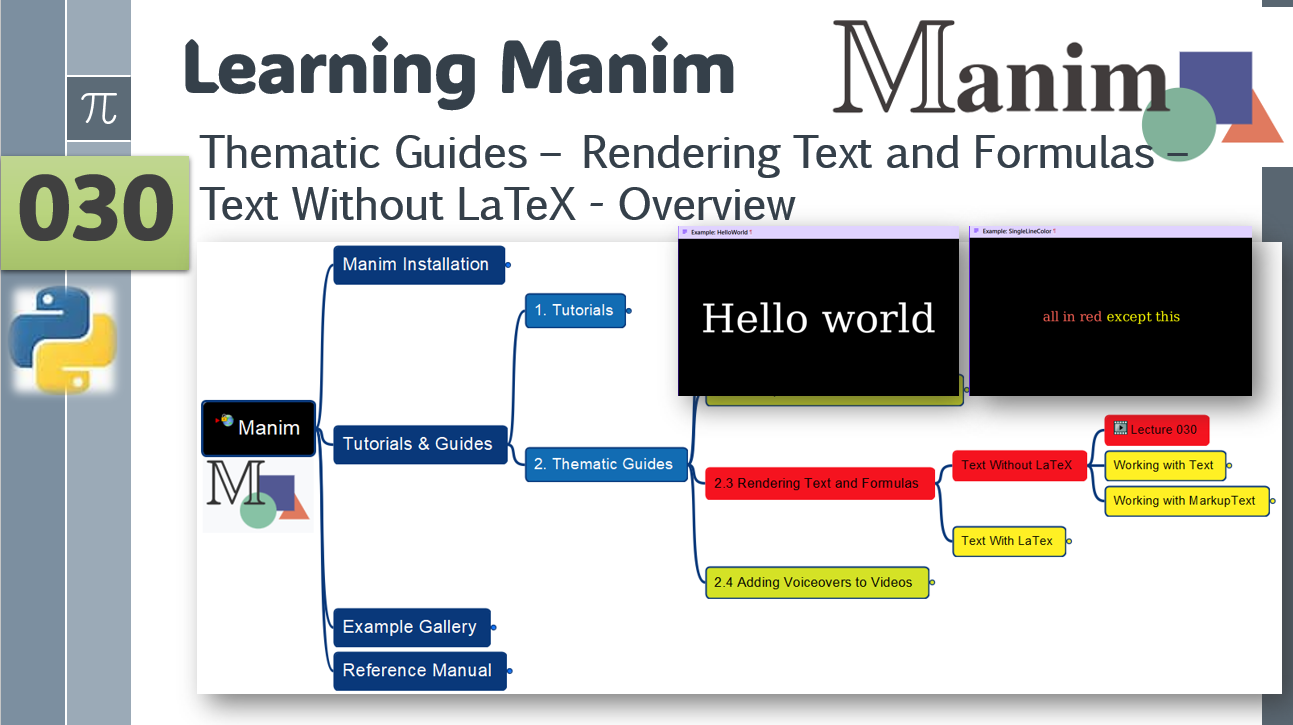 Learning Manim
Manim
π
Thematic Guides – Rendering Text and Formulas –
030
Text Without LaTeX - Overview
Example: HelloWorld ¶
Example: SingleLineColor ¶
Hello world
all in red except this
Manim Installation
1. Tutorials
Manim
Tutorials & Guides
2. Thematic Guides
2.3 Rendering Text and Formulas
Text Without LaTeX
Lecture 030
Working with Text
Working with MarkupText
Text With LaTex
2.4 Adding Voiceovers to Videos
M
Example Gallery
Reference Manual